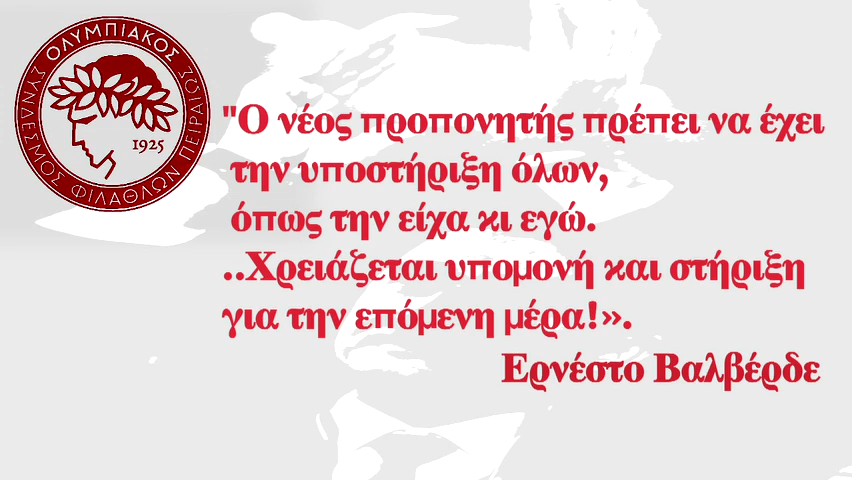 ΟΛΥΜΠΙΑΚΟΣ
ΣΥΝΔΕΣΜΟΣ ΦΙΛΑΘΛΩΝ ΠΕΙΡΑΙΩΣ
1925
"Ο νέος προπονητής πρέπει να έχει
την υποστήριξη όλων,
όπως την είχα κι εγώ.
..Χρειάζεται υπομονή και στήριξη
για την επόμενη μέρα!».
Ερνέστο Βαλβέρδε